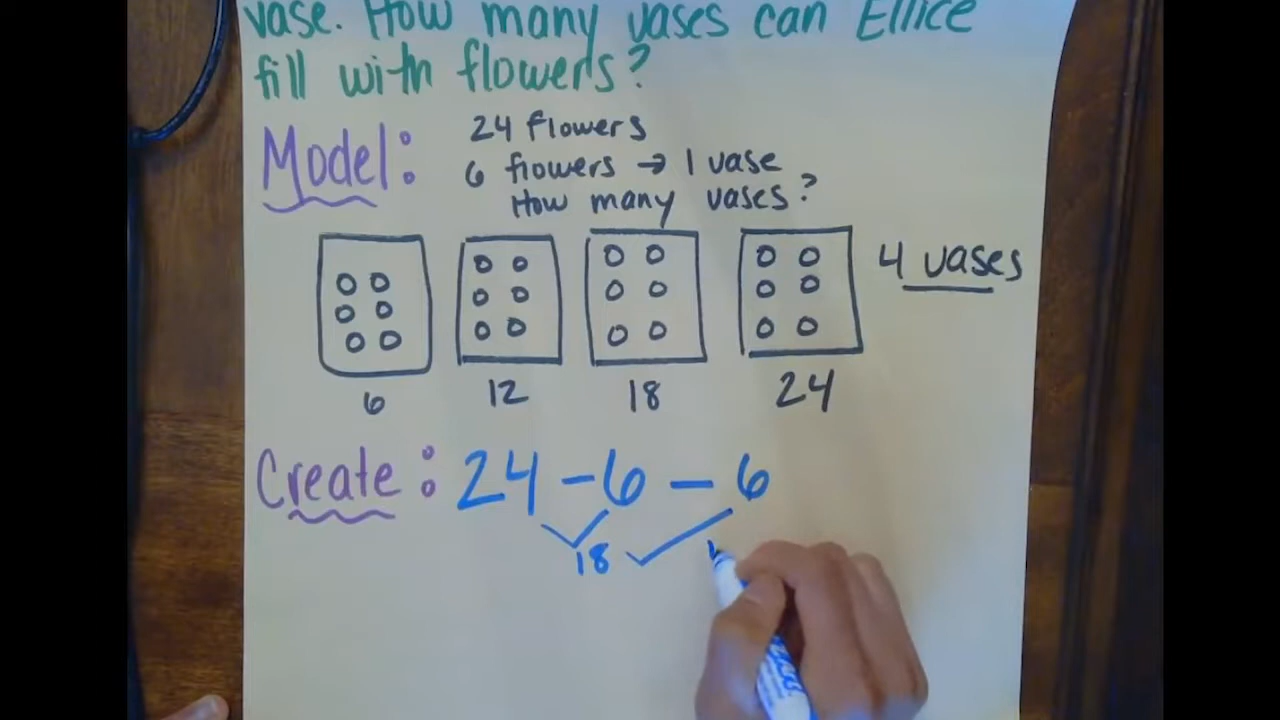 vase. How many vases can Ellice
fill with flowers?
Model:
24 flowers
6 flowers → 1 vase
How many vases?
4 vases
6 12 18 24
Create: 24 - 6 - 6
18